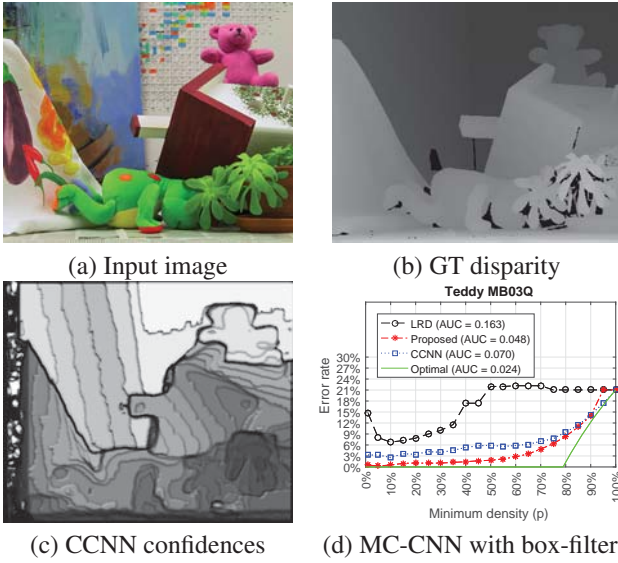 (a) Input image
(b) GT disparity
Teddy MB03Q
LRD (AUC = 0.163)
Proposed (AUC = 0.048)
CCNN (AUC = 0.070)
Optimal (AUC = 0.024)
Error rate
30%
27%
24%
21%
18%
15%
12%
9%
6%
3%
0%
0% 10% 20% 30% 40% 50% 60% 70% 80% 90% 100%
Minimum density (p)
(c) CCNN confidences
(d) MC-CNN with box-filter